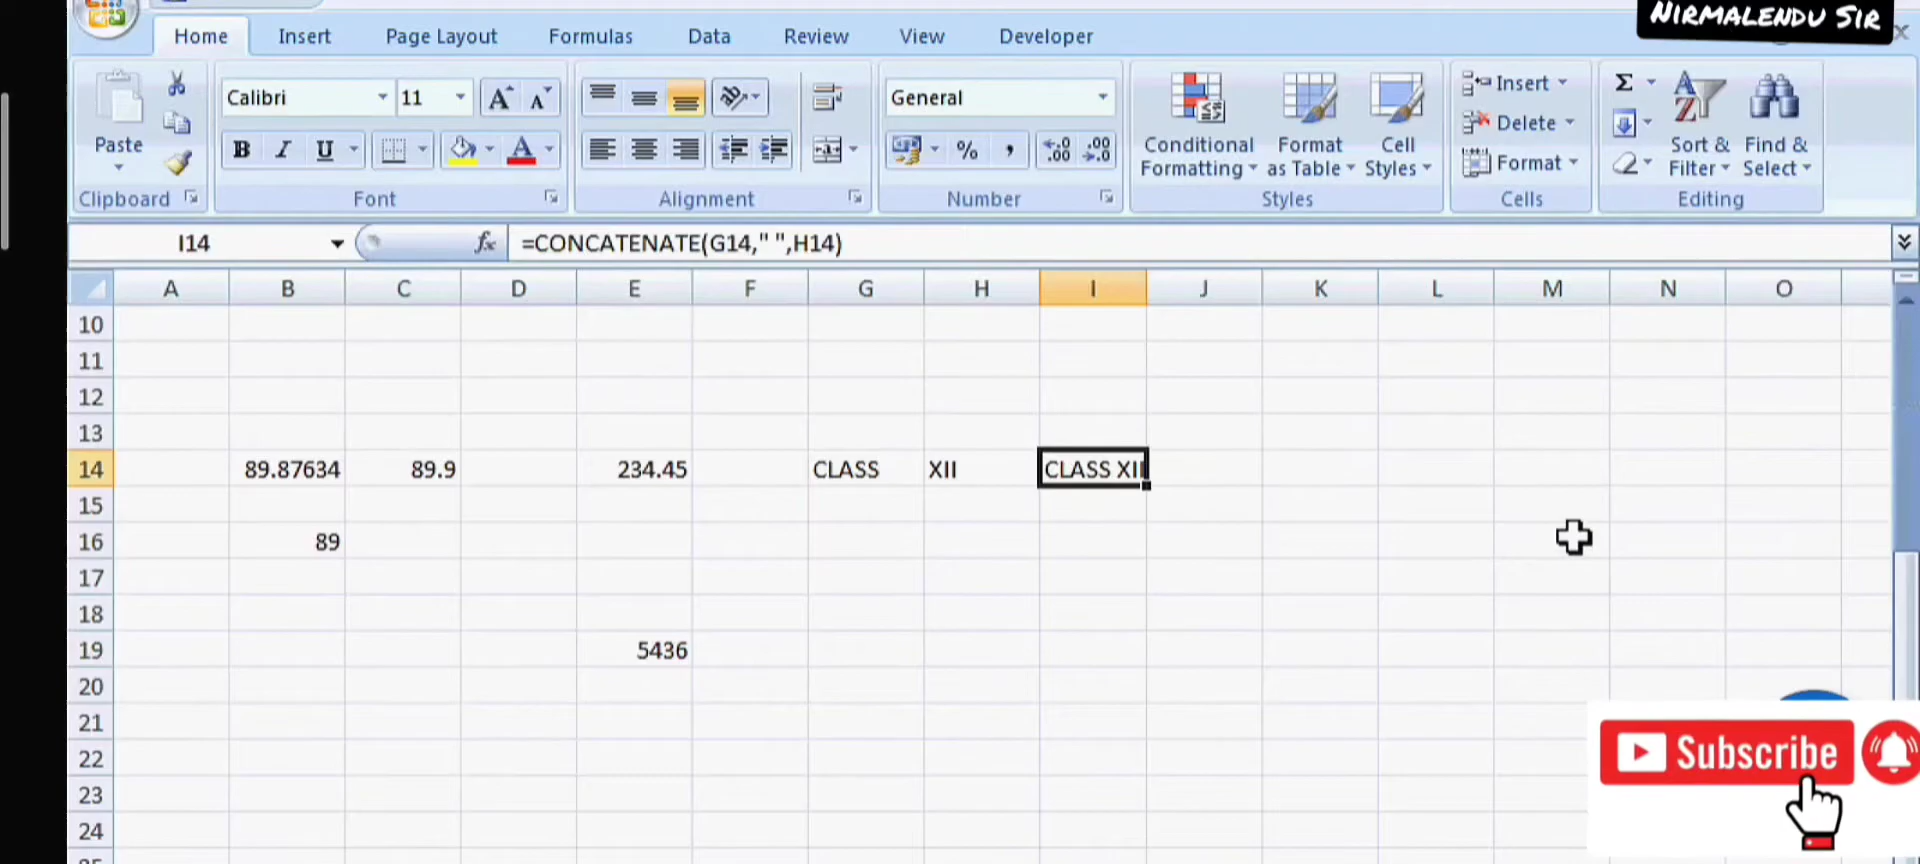 NIRMALENDU SIR
Home Insert Page Layout Formulas Data Review View Developer
Paste
Clipboard
Calibri 11
B I U
Font
Alignment
General
% ,
Number
Conditional Formatting
Format as Table
Cell Styles
Styles
Insert
Delete
Format
Cells
Σ
Sort & Filter
Find & Select
Editing
I14 fx =CONCATENATE(G14," ",H14)
A B C D E F G H I J K L M N O
10
11
12
13
14 89.87634 89.9 234.45 CLASS XII CLASS XII
15
16 89
17
18
19 5436
20
21
22
23
24
Subscribe